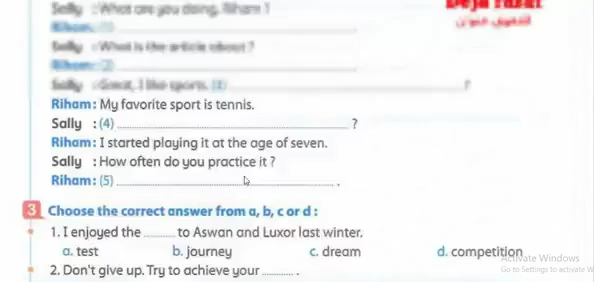 Sally : What are you doing, Riham ?
Riham: (1)
Sally : What is the article about ?
Riham: (2)
Sally : Great, I like sports. (3) ?
Riham: My favorite sport is tennis.
Sally : (4) ?
Riham: I started playing it at the age of seven.
Sally : How often do you practice it ?
Riham: (5) .
3 Choose the correct answer from a, b, c or d :
1. I enjoyed the ........ to Aswan and Luxor last winter.
a. test b. journey c. dream d. competition
2. Don't give up. Try to achieve your ........ .
Activate Windows
Go to Settings to activate W